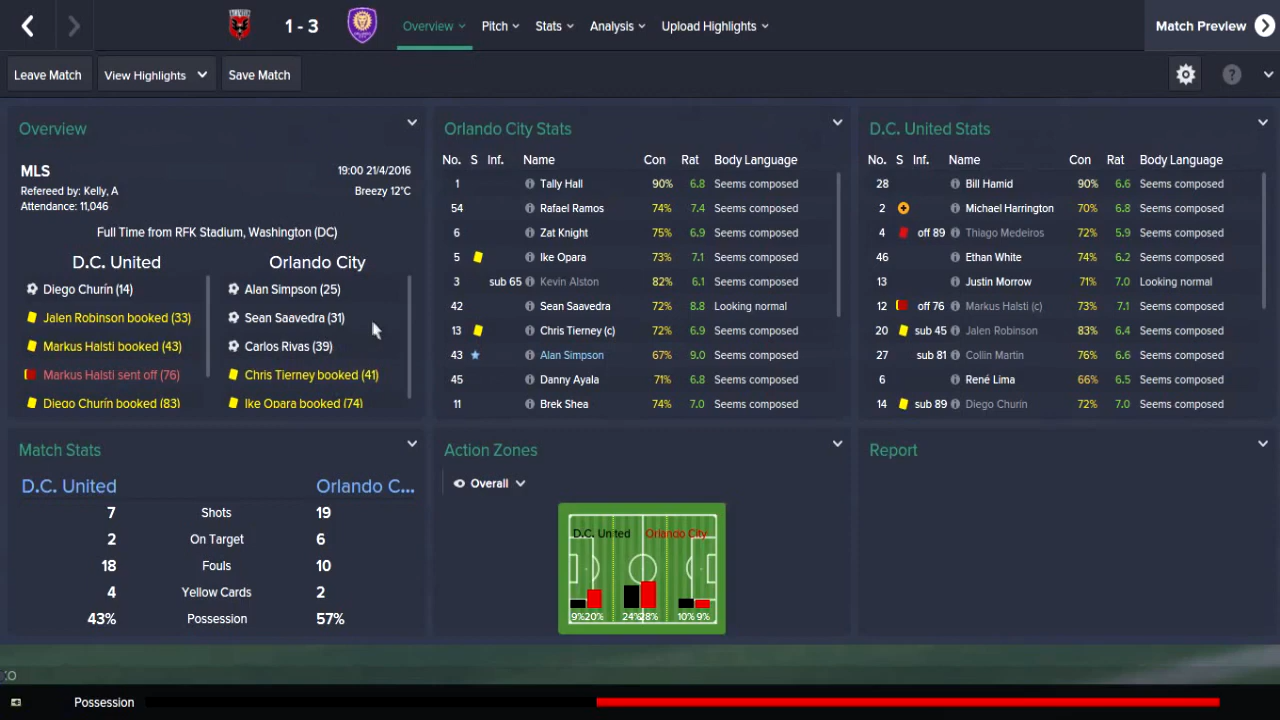 1 - 3
Overview
Pitch
Stats
Analysis
Upload Highlights
Match Preview
Leave Match
View Highlights
Save Match
?
Overview
MLS
19:00 21/4/2016
Refereed by: Kelly, A
Breezy 12°C
Attendance: 11,046
Full Time from RFK Stadium, Washington (DC)
D.C. United
Orlando City
Diego Churín (14)
Alan Simpson (25)
Jalen Robinson booked (33)
Sean Saavedra (31)
Markus Halsti booked (43)
Carlos Rivas (39)
Markus Halsti sent off (76)
Chris Tierney booked (41)
Diego Churín booked (83)
Ike Opara booked (74)
Orlando City Stats
No. S Inf. Name Con Rat Body Language
1 Tally Hall 90% 6.8 Seems composed
54 Rafael Ramos 74% 7.4 Seems composed
6 Zat Knight 75% 6.9 Seems composed
5 Ike Opara 73% 7.1 Seems composed
3 sub 65 Kevin Alston 82% 6.1 Seems composed
42 Sean Saavedra 72% 8.8 Looking normal
13 Chris Tierney (c) 72% 6.9 Seems composed
43 Alan Simpson 67% 9.0 Seems composed
45 Danny Ayala 71% 6.8 Seems composed
11 Brek Shea 74% 7.0 Seems composed
D.C. United Stats
No. S Inf. Name Con Rat Body Language
28 Bill Hamid 90% 6.6 Seems composed
2 Michael Harrington 70% 6.8 Seems composed
4 off 89 Thiago Medeiros 72% 5.9 Seems composed
46 Ethan White 74% 6.2 Seems composed
13 Justin Morrow 71% 7.0 Looking normal
12 off 76 Markus Halsti (c) 73% 7.1 Seems composed
20 sub 45 Jalen Robinson 83% 6.4 Seems composed
27 sub 81 Collin Martin 76% 6.6 Seems composed
6 René Lima 66% 6.5 Seems composed
14 sub 89 Diego Churín 72% 7.0 Seems composed
Match Stats
D.C. United Orlando C...
7 Shots 19
2 On Target 6
18 Fouls 10
4 Yellow Cards 2
43% Possession 57%
Action Zones
Overall
D.C. United Orlando City
9% 20% 24% 28% 10% 9%
Report
Possession